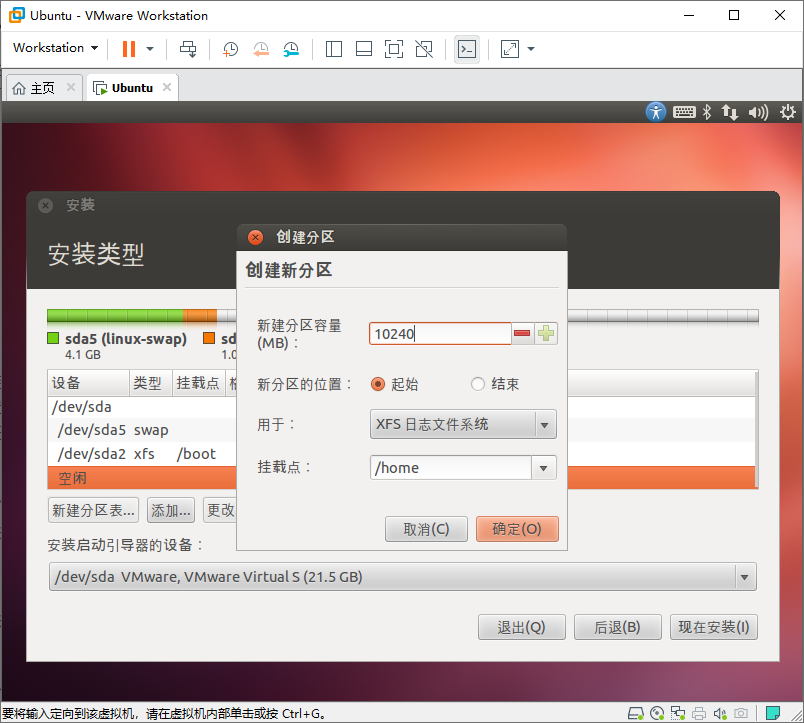 Ubuntu - VMware Workstation
Workstation
主页
Ubuntu
安装
安装类型
sda5 (linux-swap)
4.1 GB
sd
1.0
设备 类型 挂载点
/dev/sda
/dev/sda5 swap
/dev/sda2 xfs /boot
空闲
新建分区表... 添加... 更改
安装启动引导器的设备：
/dev/sda VMware, VMware Virtual S (21.5 GB)
退出(Q) 后退(B) 现在安装(I)
创建分区
创建新分区
新建分区容量
(MB)：
10240
新分区的位置： 起始 结束
用于： XFS 日志文件系统
挂载点： /home
取消(C) 确定(O)
要将输入定向到该虚拟机，请在虚拟机内部单击或按 Ctrl+G。